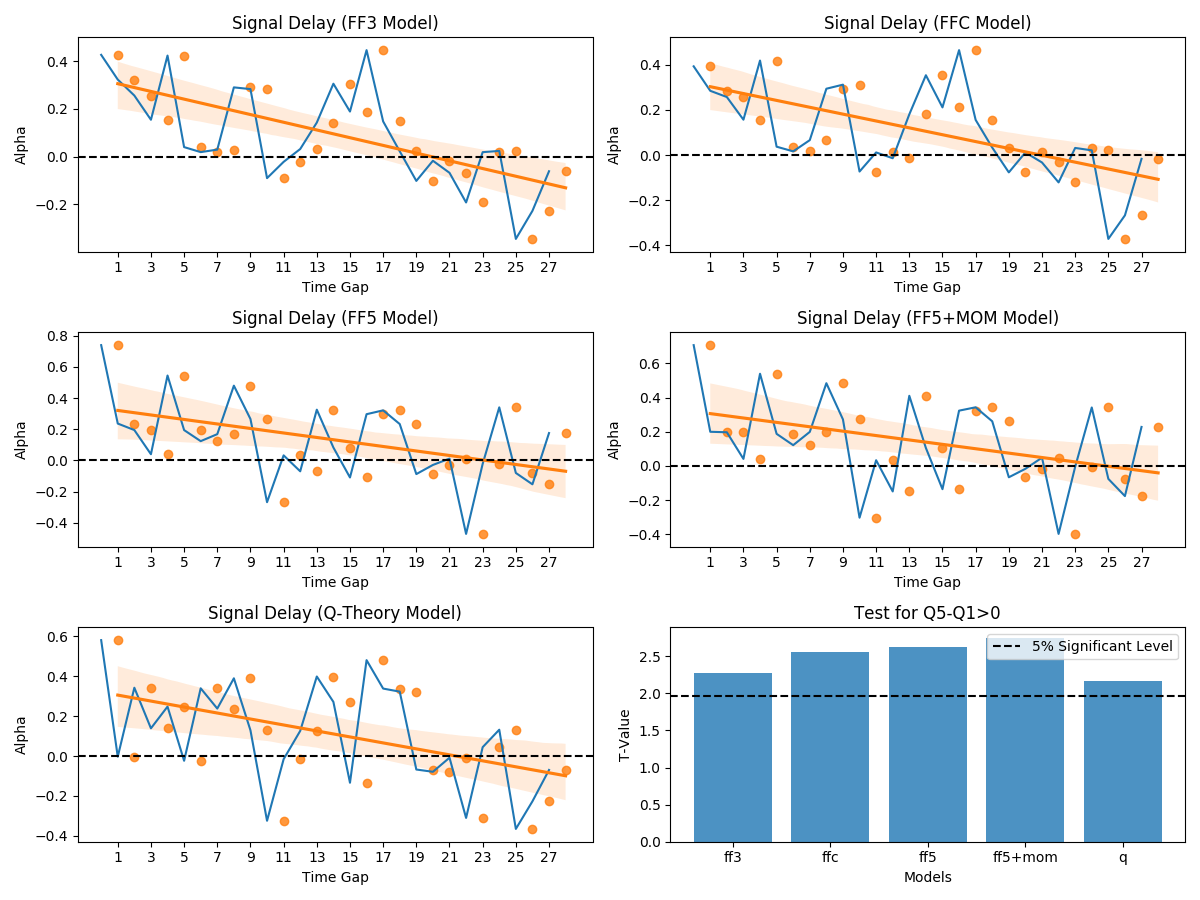 Signal Delay (FF3 Model)
Alpha
0.4
0.2
0.0
−0.2
1 3 5 7 9 11 13 15 17 19 21 23 25 27
Time Gap
Signal Delay (FFC Model)
Alpha
0.4
0.2
0.0
−0.2
−0.4
1 3 5 7 9 11 13 15 17 19 21 23 25 27
Time Gap
Signal Delay (FF5 Model)
Alpha
0.8
0.6
0.4
0.2
0.0
−0.2
−0.4
1 3 5 7 9 11 13 15 17 19 21 23 25 27
Time Gap
Signal Delay (FF5+MOM Model)
Alpha
0.6
0.4
0.2
0.0
−0.2
−0.4
1 3 5 7 9 11 13 15 17 19 21 23 25 27
Time Gap
Signal Delay (Q-Theory Model)
Alpha
0.6
0.4
0.2
0.0
−0.2
−0.4
1 3 5 7 9 11 13 15 17 19 21 23 25 27
Time Gap
Test for Q5-Q1>0
5% Significant Level
T-Value
2.5
2.0
1.5
1.0
0.5
0.0
ff3 ffc ff5 ff5+mom q
Models